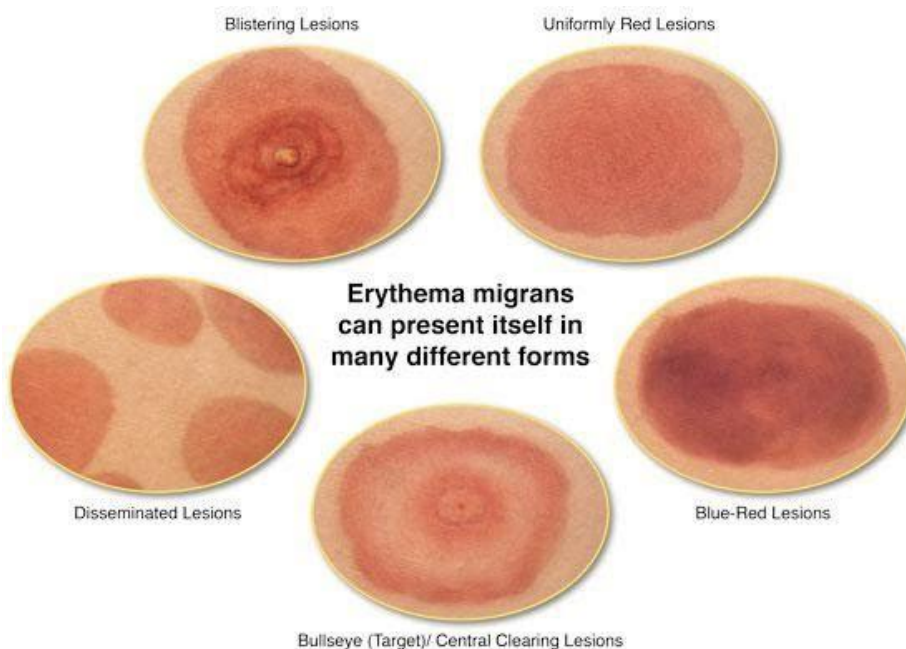 Blistering Lesions
Uniformly Red Lesions
Erythema migrans
can present itself in
many different forms
Disseminated Lesions
Blue-Red Lesions
Bullseye (Target)/ Central Clearing Lesions